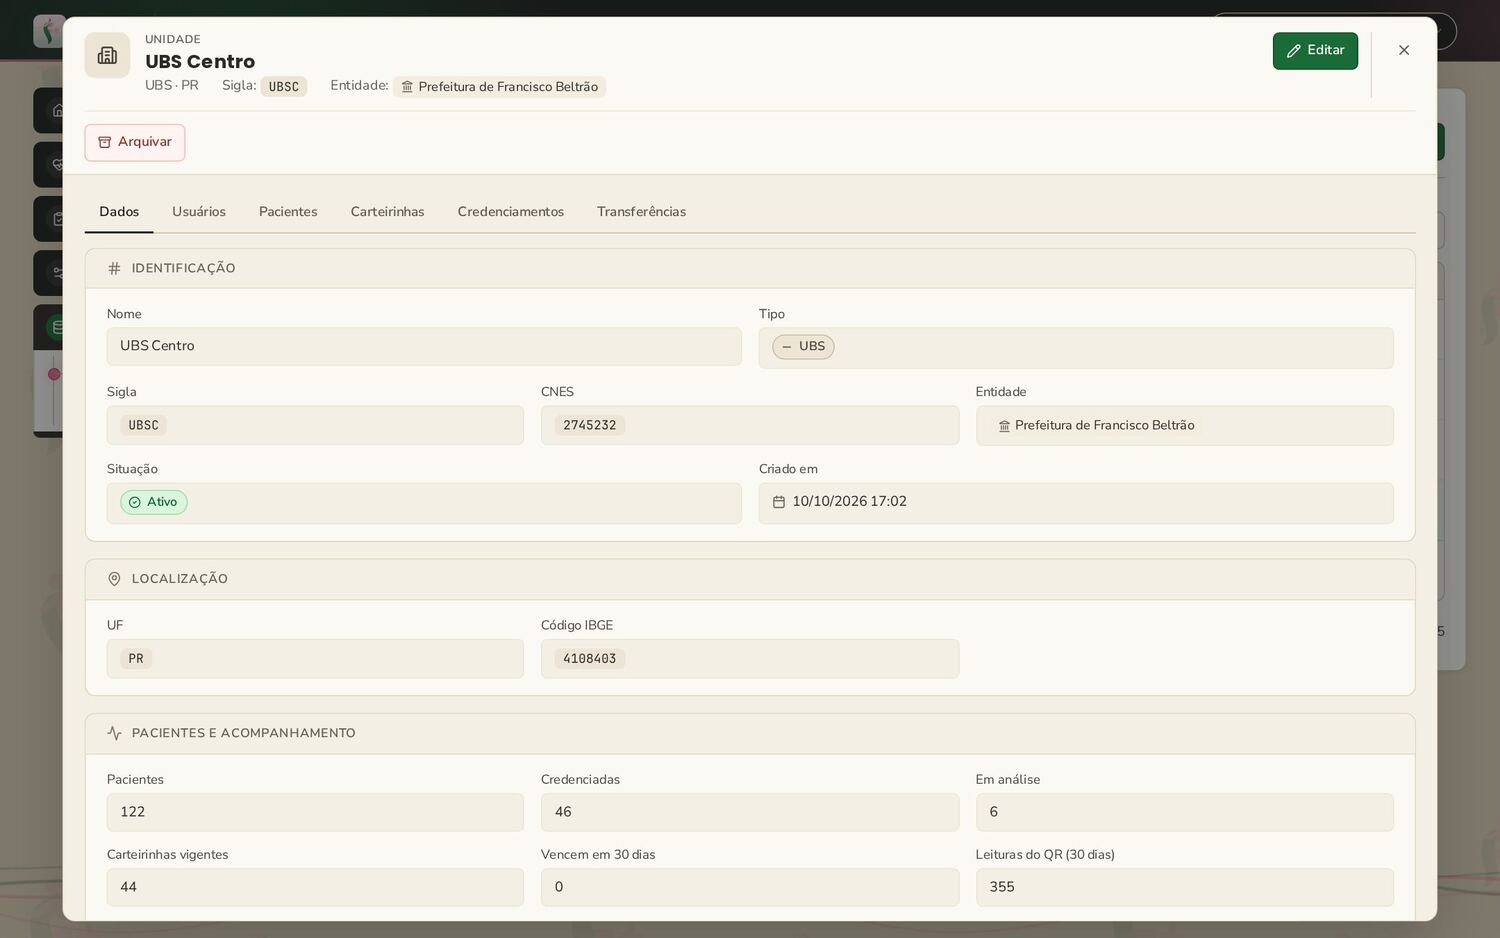 UNIDADE
UBS Centro
UBS · PR Sigla: UBSC Entidade: Prefeitura de Francisco Beltrão
Editar
Arquivar
Dados Usuários Pacientes Carteirinhas Credenciamentos Transferências
IDENTIFICAÇÃO
Nome Tipo
UBS Centro UBS
Sigla CNES Entidade
UBSC 2745232 Prefeitura de Francisco Beltrão
Situação Criado em
Ativo 10/10/2026 17:02
LOCALIZAÇÃO
UF Código IBGE
PR 4108403
5
PACIENTES E ACOMPANHAMENTO
Pacientes Credenciadas Em análise
122 46 6
Carteirinhas vigentes Vencem em 30 dias Leituras do QR (30 dias)
44 0 355